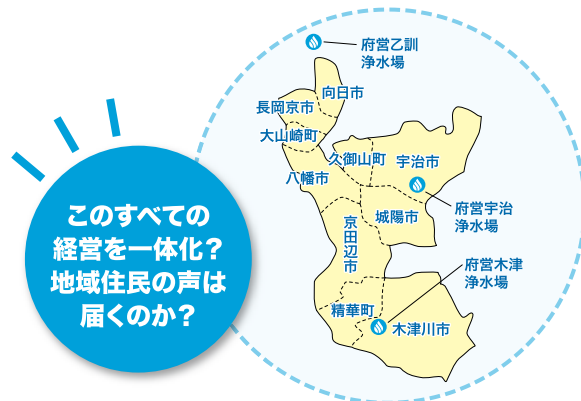 府営乙訓
浄水場
向日市
長岡京市
大山崎町
久御山町
宇治市
八幡市
城陽市
府営宇治
浄水場
京田辺市
府営木津
浄水場
精華町
木津川市
このすべての
経営を一体化？
地域住民の声は
届くのか？